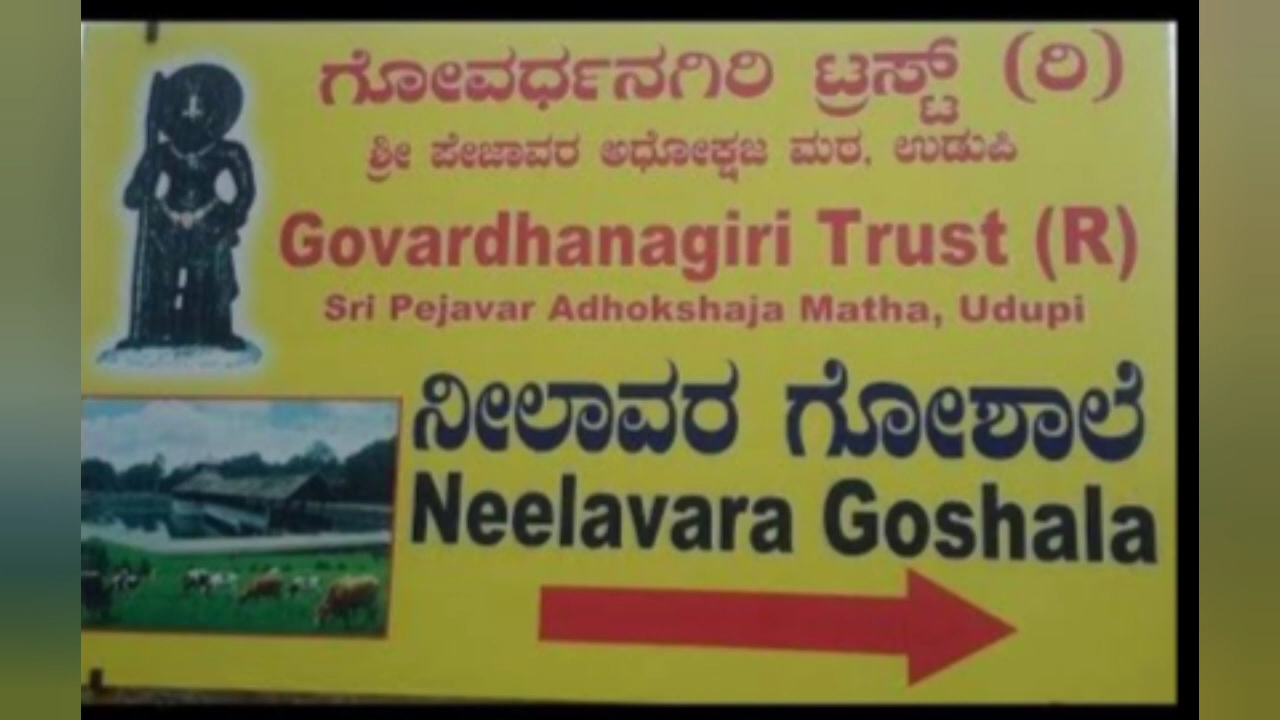 ಗೋವರ್ಧನಗಿರಿ ಟ್ರಸ್ಟ್ (ರಿ)
ಶ್ರೀ ಪೇಜಾವರ ಅಧೋಕ್ಷಜ ಮಠ, ಉಡುಪಿ
Govardhanagiri Trust (R)
Sri Pejavar Adhokshaja Matha, Udupi
ನೀಲಾವರ ಗೋಶಾಲೆ
Neelavara Goshala